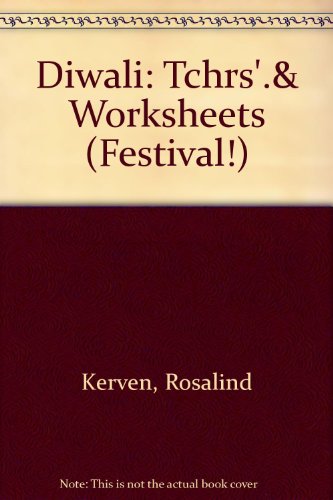 Diwali: Tchrs'.&
Worksheets
(Festival!)
Kerven, Rosalind
Note: This is not the actual book cover